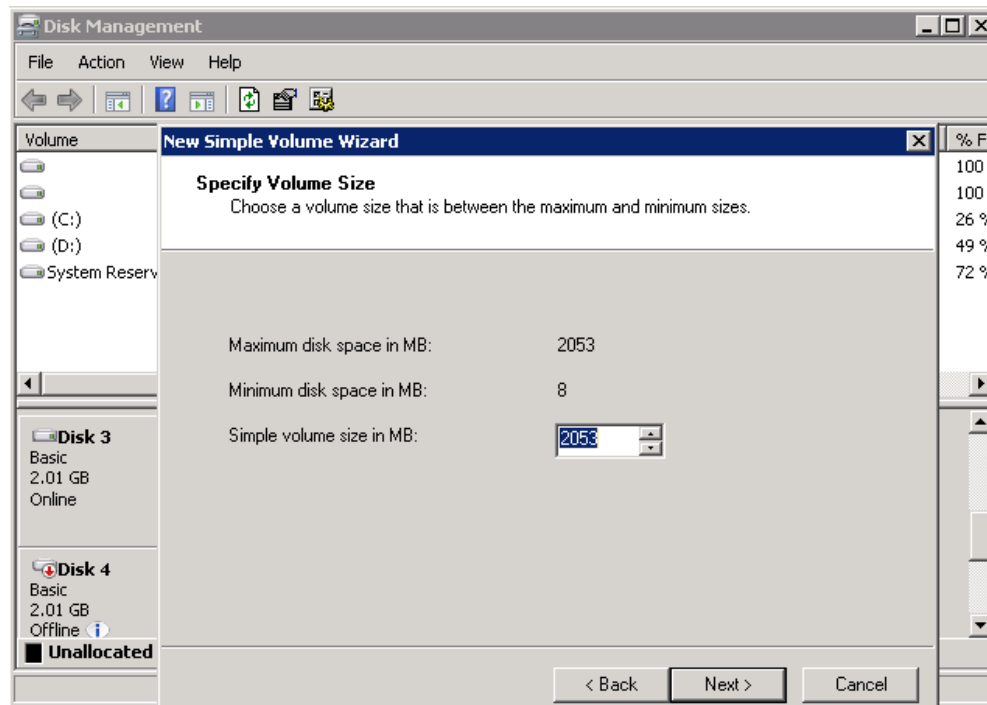 Disk Management
File Action View Help
Volume
% F
100
100
(C:)
26 %
(D:)
49 %
System Reserv
72 %
New Simple Volume Wizard
Specify Volume Size
Choose a volume size that is between the maximum and minimum sizes.
Maximum disk space in MB: 2053
Minimum disk space in MB: 8
Simple volume size in MB: 2053
Disk 3
Basic
2.01 GB
Online
Disk 4
Basic
2.01 GB
Offline
Unallocated
< Back Next > Cancel